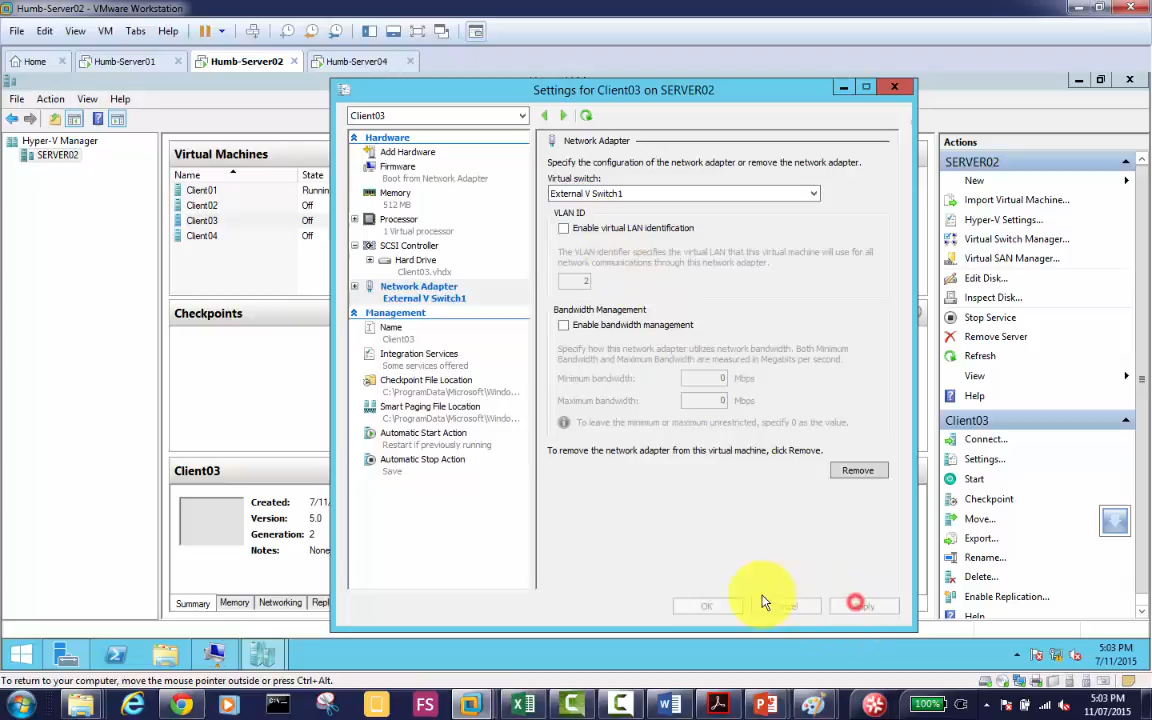 Humb-Server02 - VMware Workstation
File Edit View VM Tabs Help
Home Humb-Server01 Humb-Server02 Humb-Server04
File Action View Help
Hyper-V Manager
SERVER02
Virtual Machines
Name State
Client01 Runnin
Client02 Off
Client03 Off
Client04 Off
Checkpoints
Client03
Created: 7/11/
Version: 5.0
Generation: 2
Notes: None
Summary Memory Networking Repl
Settings for Client03 on SERVER02
Client03
Hardware
Add Hardware
Firmware
Boot from Network Adapter
Memory
512 MB
Processor
1 Virtual processor
SCSI Controller
Hard Drive
Client03.vhdx
Network Adapter
External V Switch1
Management
Name
Client03
Integration Services
Some services offered
Checkpoint File Location
C:\ProgramData\Microsoft\Windo...
Smart Paging File Location
C:\ProgramData\Microsoft\Windo...
Automatic Start Action
Restart if previously running
Automatic Stop Action
Save
Network Adapter
Specify the configuration of the network adapter or remove the network adapter.
Virtual switch:
External V Switch1
VLAN ID
Enable virtual LAN identification
The VLAN identifier specifies the virtual LAN that this virtual machine will use for all
network communications through this network adapter.
2
Bandwidth Management
Enable bandwidth management
Specify how this network adapter utilizes network bandwidth. Both Minimum
Bandwidth and Maximum Bandwidth are measured in Megabits per second.
Minimum bandwidth: 0 Mbps
Maximum bandwidth: 0 Mbps
To leave the minimum or maximum unrestricted, specify 0 as the value.
To remove the network adapter from this virtual machine, click Remove.
Remove
OK
Actions
SERVER02
New
Import Virtual Machine...
Hyper-V Settings...
Virtual Switch Manager...
Virtual SAN Manager...
Edit Disk...
Inspect Disk...
Stop Service
Remove Server
Refresh
View
Help
Client03
Connect...
Settings...
Start
Checkpoint
Move...
Export...
Rename...
Delete...
Enable Replication...
Help
5:03 PM
7/11/2015
To return to your computer, move the mouse pointer outside or press Ctrl+Alt.
FS
100%
5:03 PM
11/07/2015